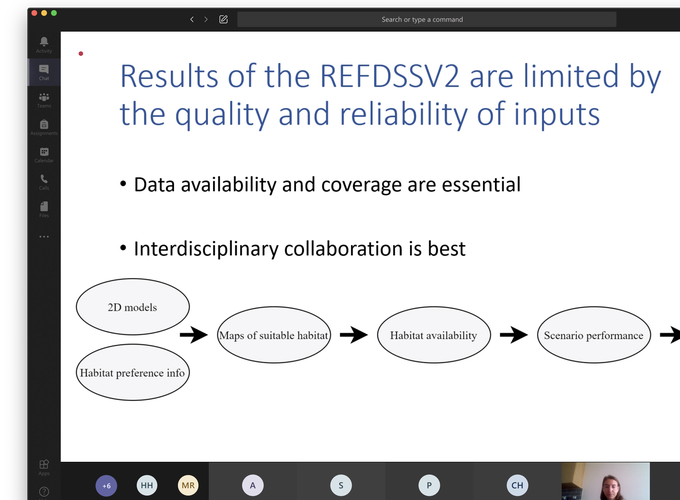 Search or type a command
Activity
Chat
Teams
Assignments
Calendar
Calls
Files
Apps
Results of the REFDSSV2 are limited by
the quality and reliability of inputs
• Data availability and coverage are essential
• Interdisciplinary collaboration is best
2D models
Habitat preference info
Maps of suitable habitat
Habitat availability
Scenario performance
+6
HH
MR
A
S
P
CH